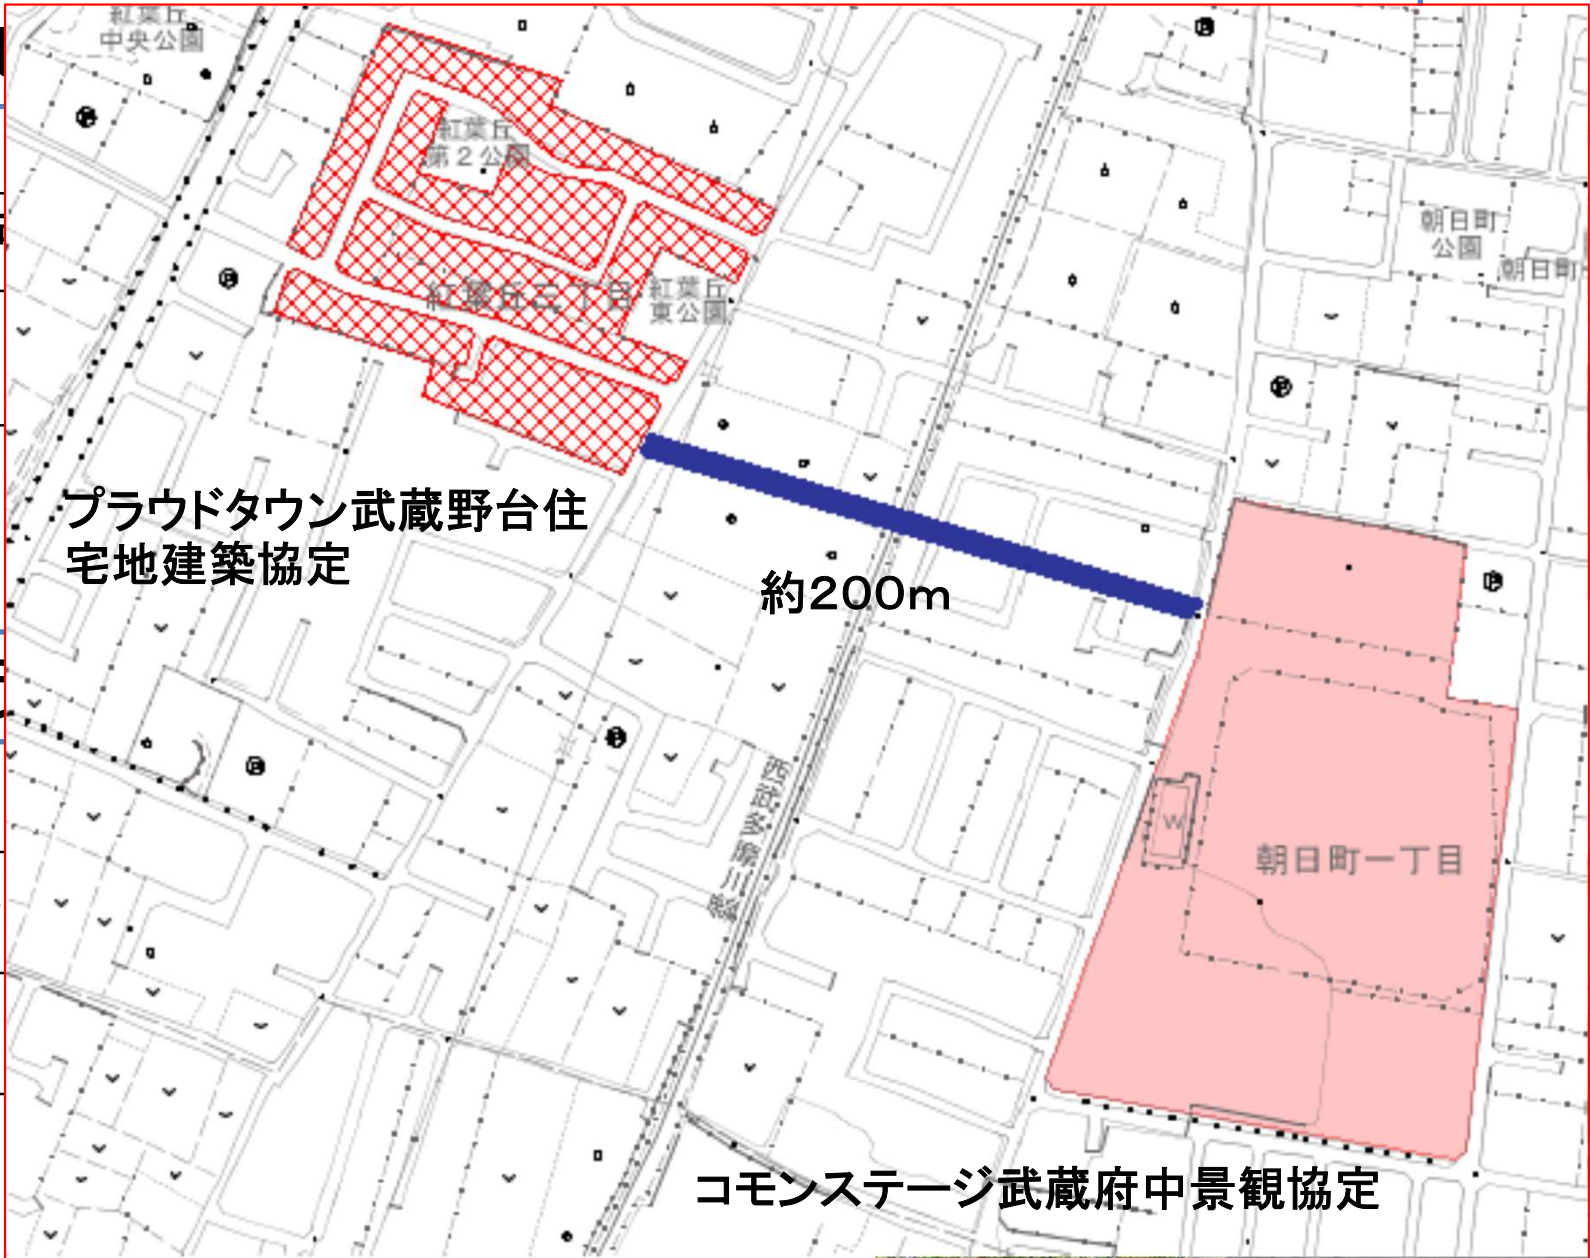 紅葉丘
中央公園
紅葉丘
第2公園
朝日町
公園
朝日町
紅葉丘三丁目
紅葉丘
東公園
プラウドタウン武蔵野台住
宅地建築協定
約200m
西武多摩川線
W
朝日町一丁目
コモンステージ武蔵府中景観協定